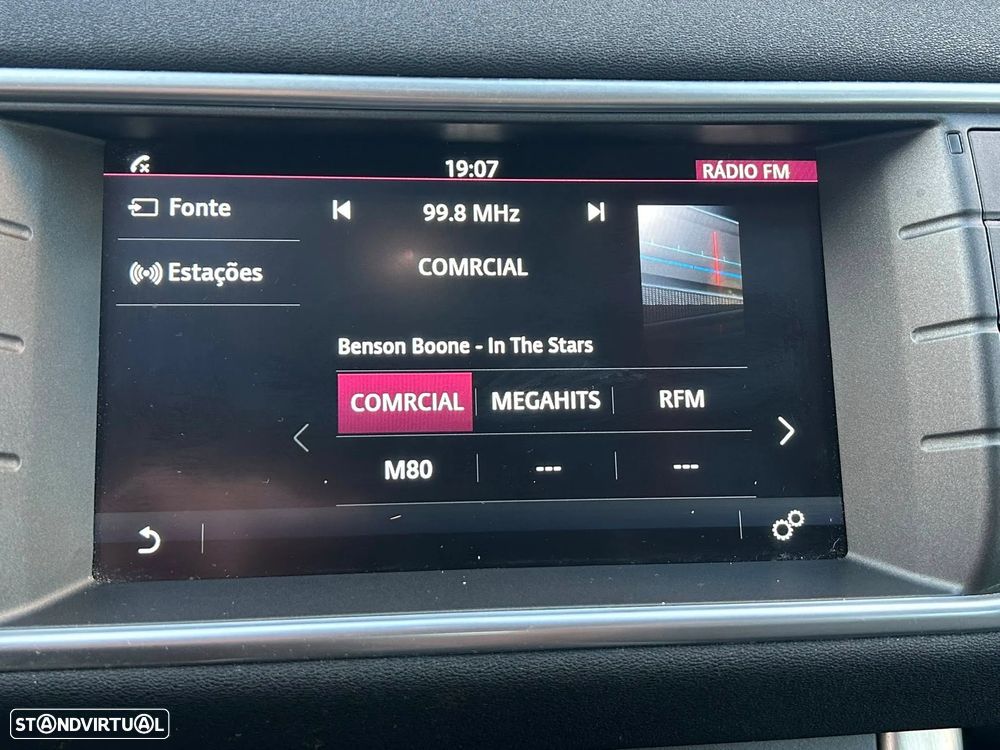 19:07
RÁDIO FM
Fonte
99.8 MHz
Estações
COMRCIAL
Benson Boone - In The Stars
COMRCIAL MEGAHITS RFM
M80 --- ---
STANDVIRTUAL